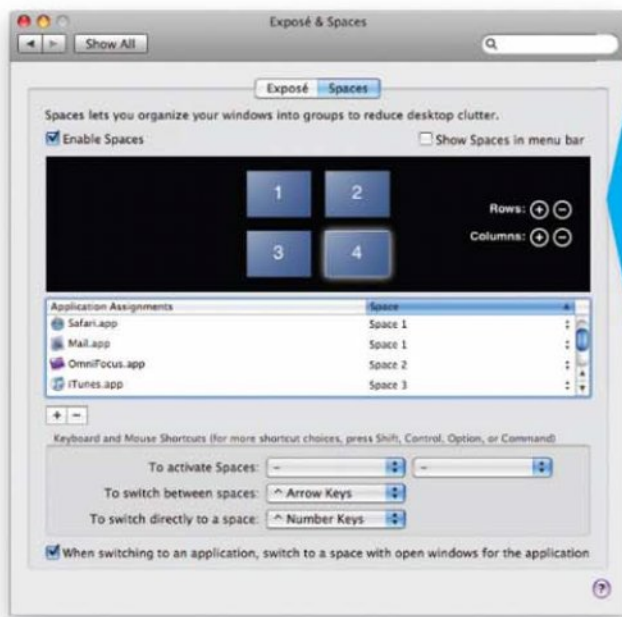 Exposé & Spaces
Show All
Exposé Spaces
Spaces lets you organize your windows into groups to reduce desktop clutter.
Enable Spaces Show Spaces in menu bar
1 2
Rows: + −
Columns: + −
3 4
Application Assignments Space
Safari.app Space 1
Mail.app Space 1
OmniFocus.app Space 2
iTunes.app Space 3
+ −
Keyboard and Mouse Shortcuts (for more shortcut choices, press Shift, Control, Option, or Command)
To activate Spaces: – –
To switch between spaces: ^ Arrow Keys
To switch directly to a space: ^ Number Keys
When switching to an application, switch to a space with open windows for the application
?